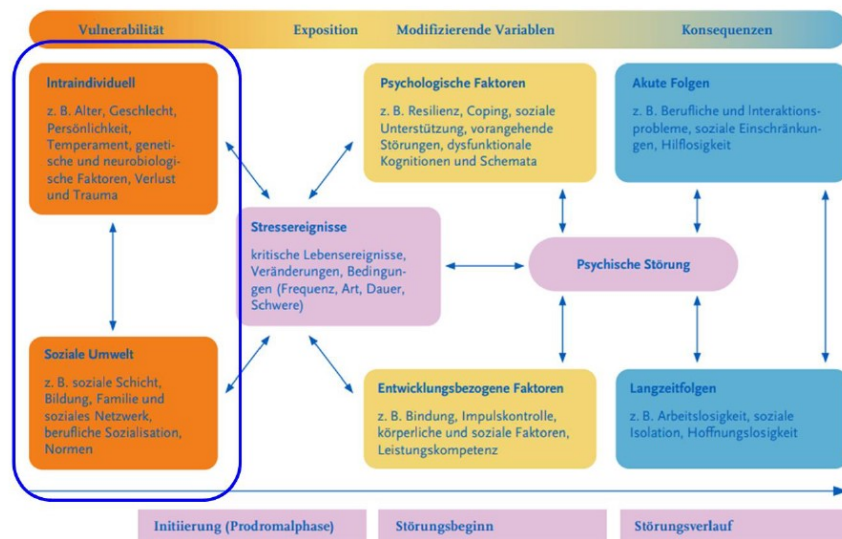 Vulnerabilität
Exposition
Modifizierende Variablen
Konsequenzen
Intraindividuell
z. B. Alter, Geschlecht,
Persönlichkeit,
Temperament, gene-
tische und neurobiologi-
sche Faktoren, Verlust
und Trauma
Psychologische Faktoren
z. B. Resilienz, Coping, soziale
Unterstützung, vorangehende
Störungen, dysfunktionale
Kognitionen und Schemata
Akute Folgen
z. B. Berufliche und Interaktions-
probleme, soziale Einschränkun-
gen, Hilflosigkeit
Stressereignisse
kritische Lebensereignisse,
Veränderungen, Bedingun-
gen (Frequenz, Art, Dauer,
Schwere)
Psychische Störung
Soziale Umwelt
z. B. soziale Schicht,
Bildung, Familie und
soziales Netzwerk,
berufliche Sozialisation,
Normen
Entwicklungsbezogene Faktoren
z. B. Bindung, Impulskontrolle,
körperliche und soziale Faktoren,
Leistungskompetenz
Langzeitfolgen
z. B. Arbeitslosigkeit, soziale
Isolation, Hoffnungslosigkeit
Initiierung (Prodromalphase)
Störungsbeginn
Störungsverlauf